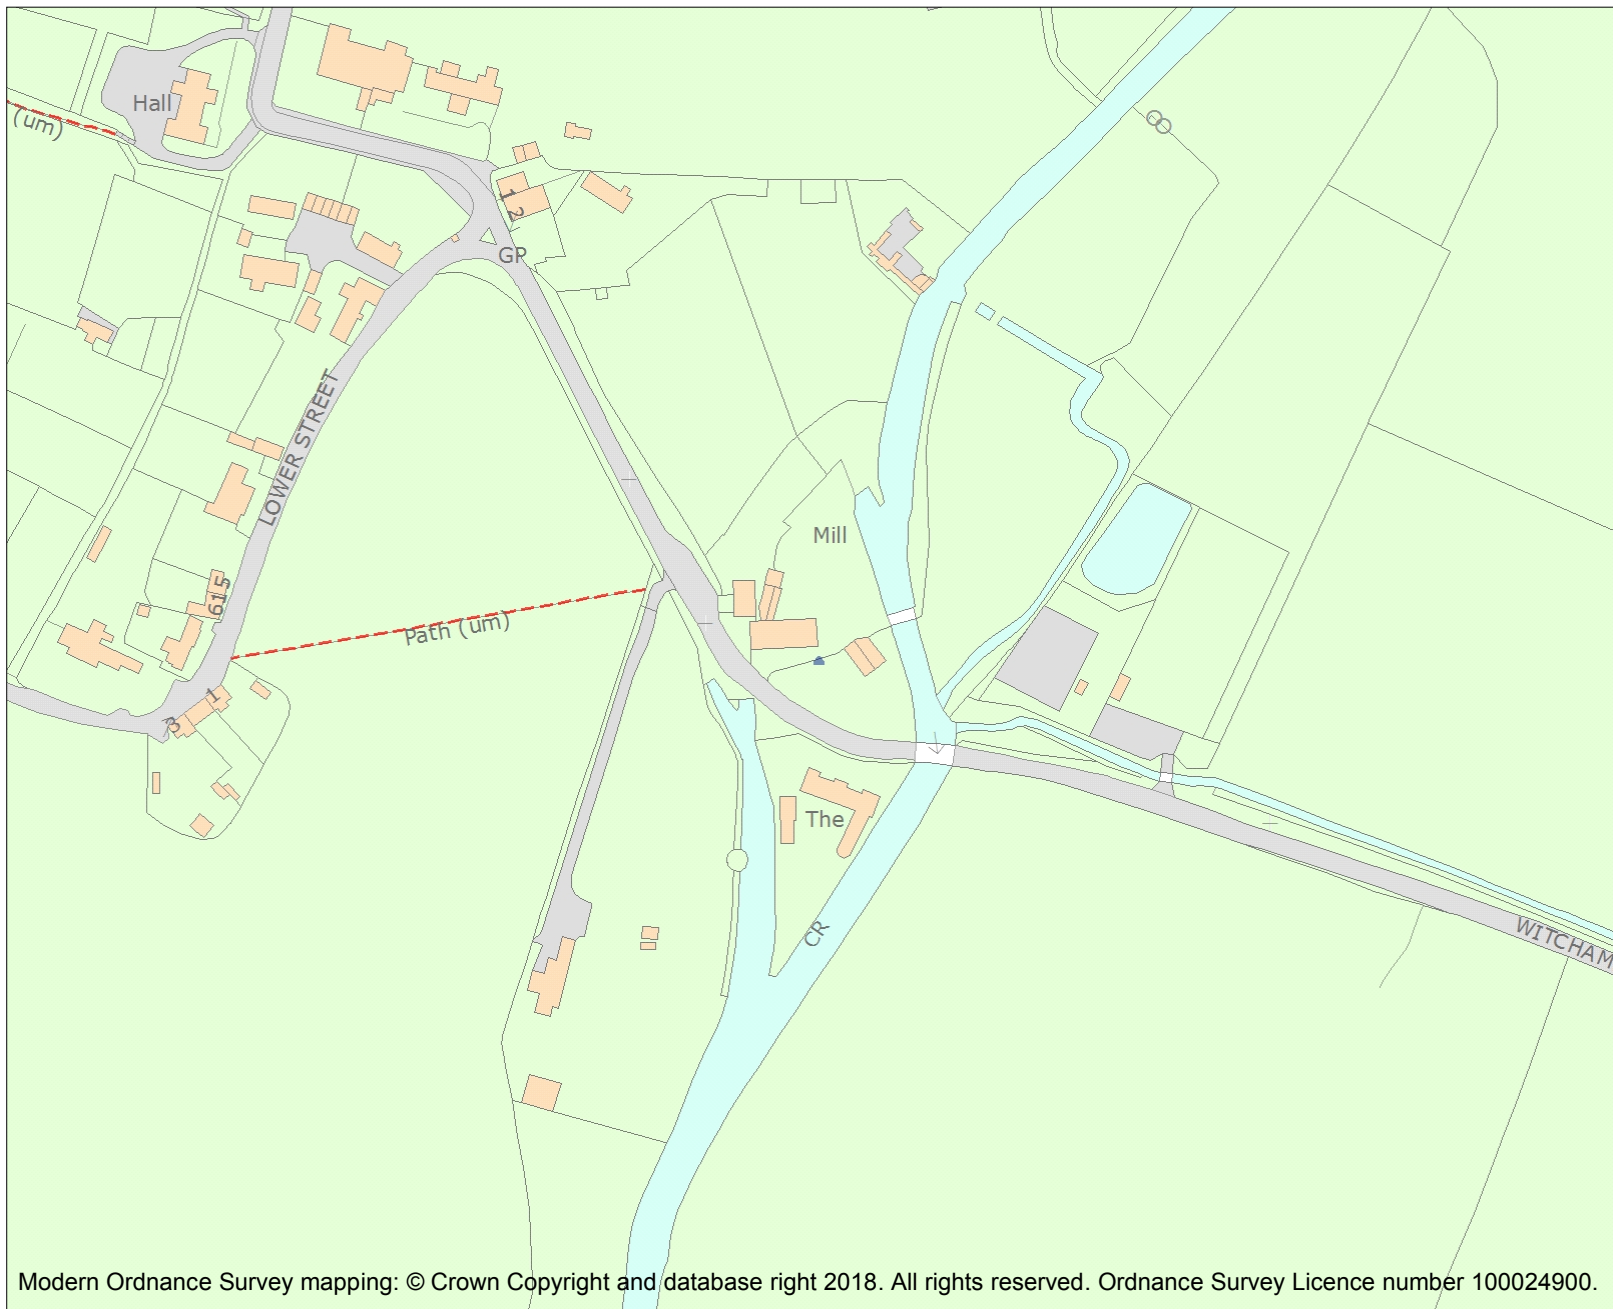 Hall
(um)
1 2
GP
LOWER STREET
Mill
615
Path (um)
1
3
The
CR
WITCHAM
Modern Ordnance Survey mapping: © Crown Copyright and database right 2018. All rights reserved. Ordnance Survey Licence number 100024900.